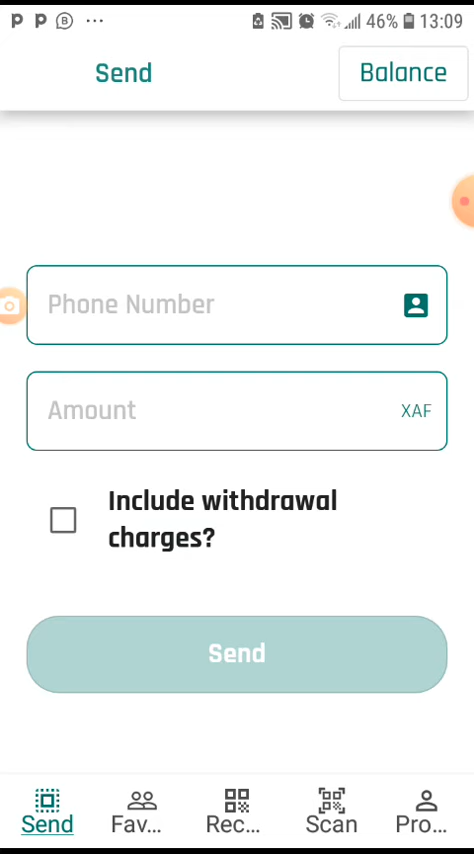 46% 13:09
Send
Balance
Phone Number
Amount
XAF
Include withdrawal
charges?
Send
Send
Fav...
Rec...
Scan
Pro...